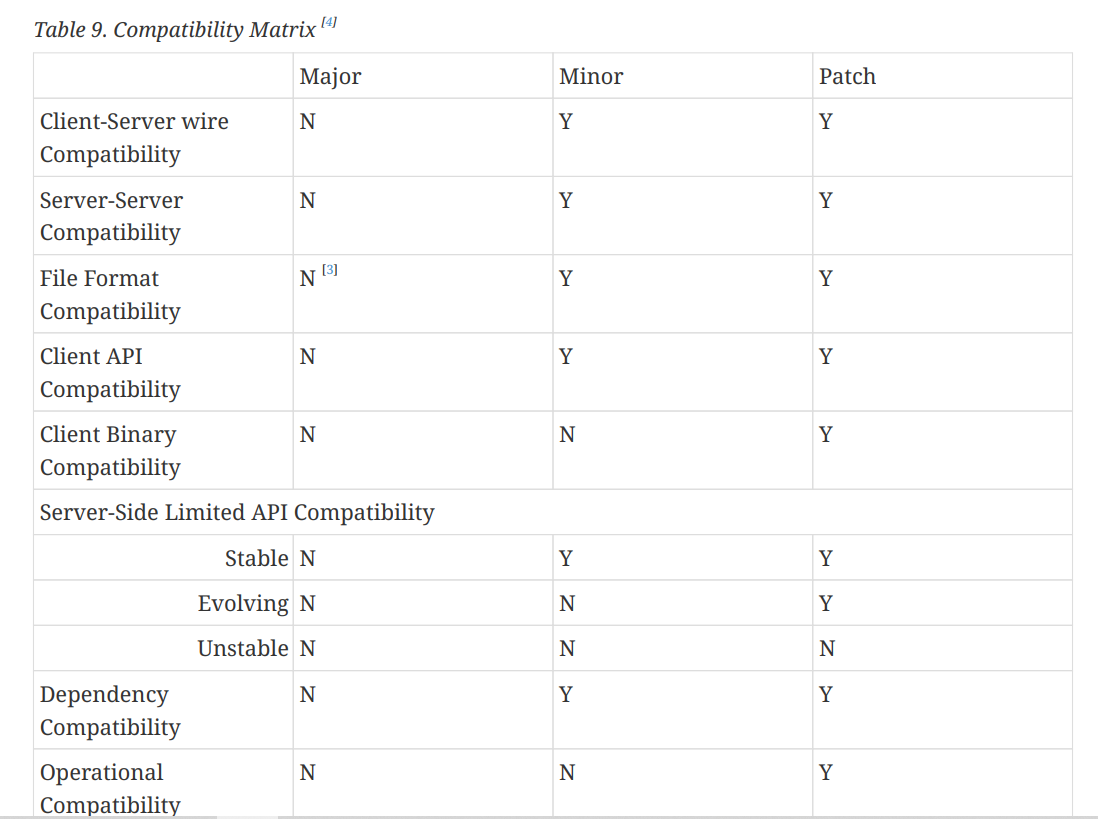 Table 9. Compatibility Matrix [4]
Major Minor Patch
Client-Server wire
Compatibility
N Y Y
Server-Server
Compatibility
N Y Y
File Format
Compatibility
N [3] Y Y
Client API
Compatibility
N Y Y
Client Binary
Compatibility
N N Y
Server-Side Limited API Compatibility
Stable N Y Y
Evolving N N Y
Unstable N N N
Dependency
Compatibility
N Y Y
Operational
Compatibility
N N Y